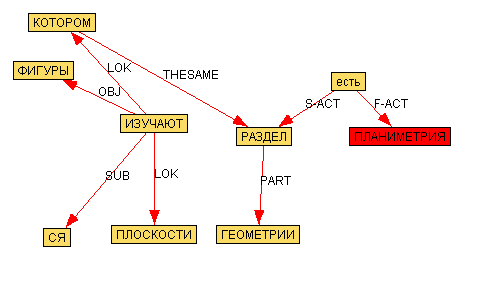 КОТОРОМ
LOK
THESAME
ФИГУРЫ
есть
OBJ
S-ACT
F-ACT
ИЗУЧАЮТ
РАЗДЕЛ
ПЛАНИМЕТРИЯ
SUB
LOK
PART
СЯ
ПЛОСКОСТИ
ГЕОМЕТРИИ